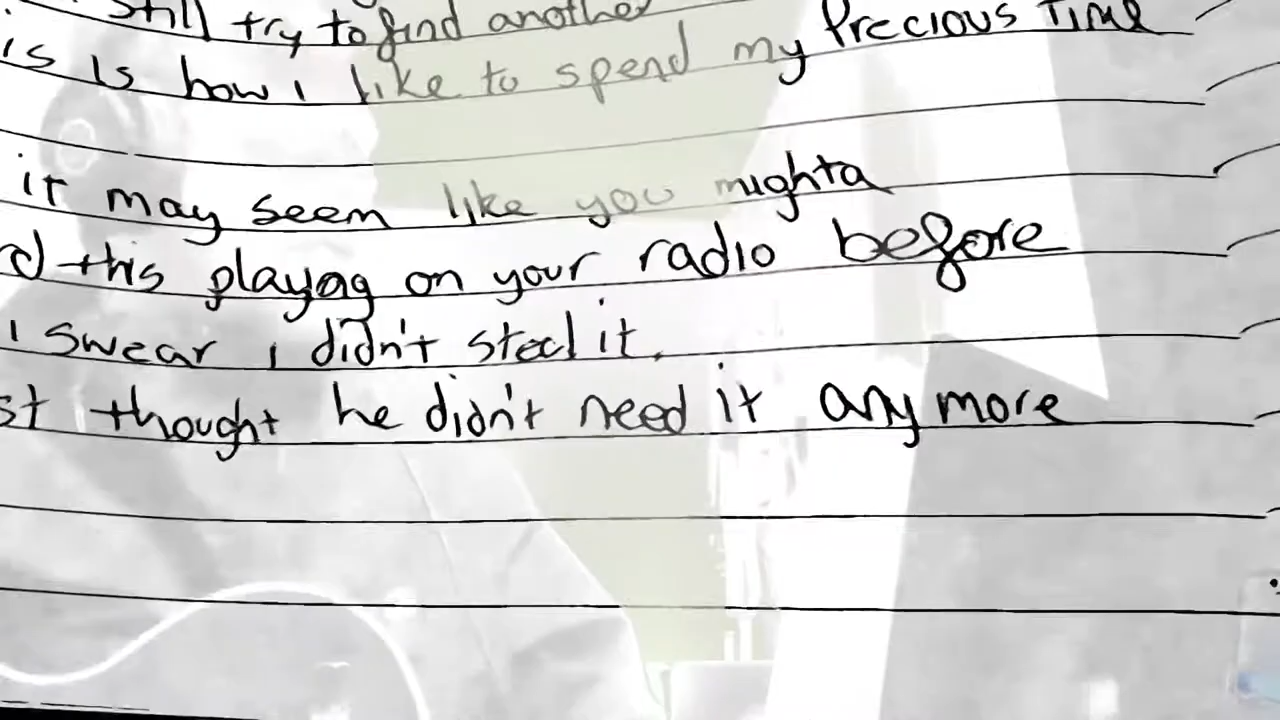 still try to find another
is is how i like to spend my Precious Time
it may seem like you mighta
d this playing on your radio before
i swear i didn't steal it.
st thought he didn't need it anymore